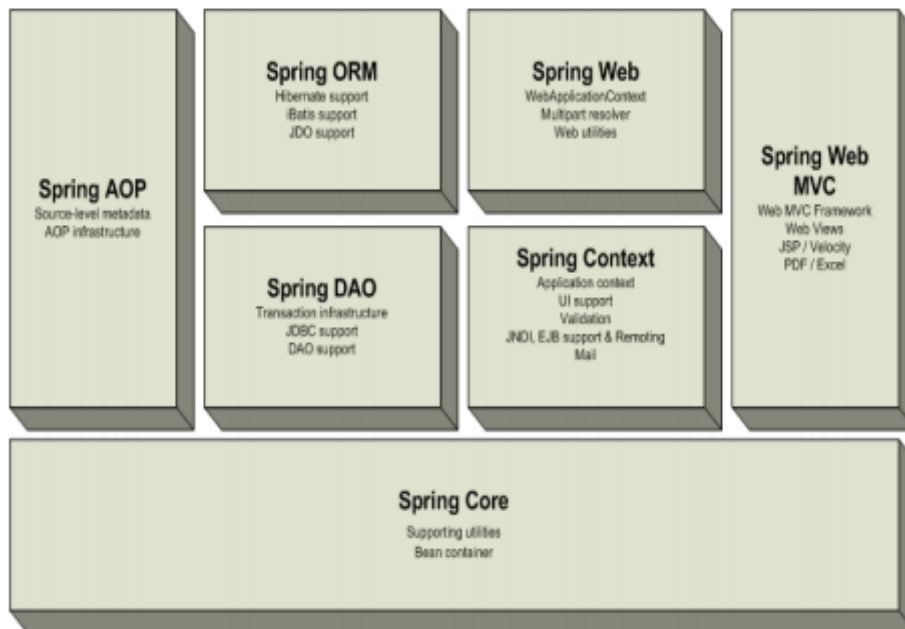 Spring ORM
Hibernate support
iBatis support
JDO support
Spring Web
WebApplicationContext
Multipart resolver
Web utilities
Spring AOP
Source-level metadata
AOP infrastructure
Spring Web
MVC
Web MVC Framework
Web Views
JSP / Velocity
PDF / Excel
Spring DAO
Transaction infrastructure
JDBC support
DAO support
Spring Context
Application context
UI support
Validation
JNDI, EJB support & Remoting
Mail
Spring Core
Supporting utilities
Bean container